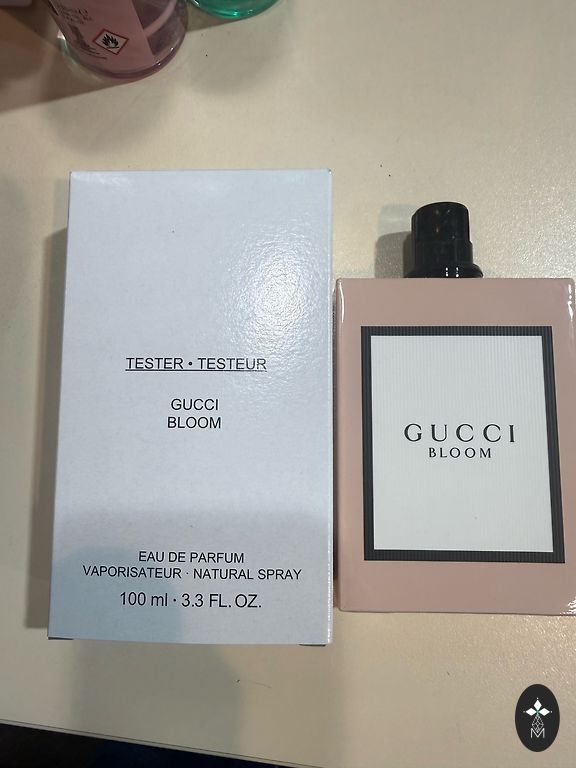 TESTER • TESTEUR
GUCCI
BLOOM
EAU DE PARFUM
VAPORISATEUR · NATURAL SPRAY
100 ml · 3.3 FL. OZ.
GUCCI
BLOOM